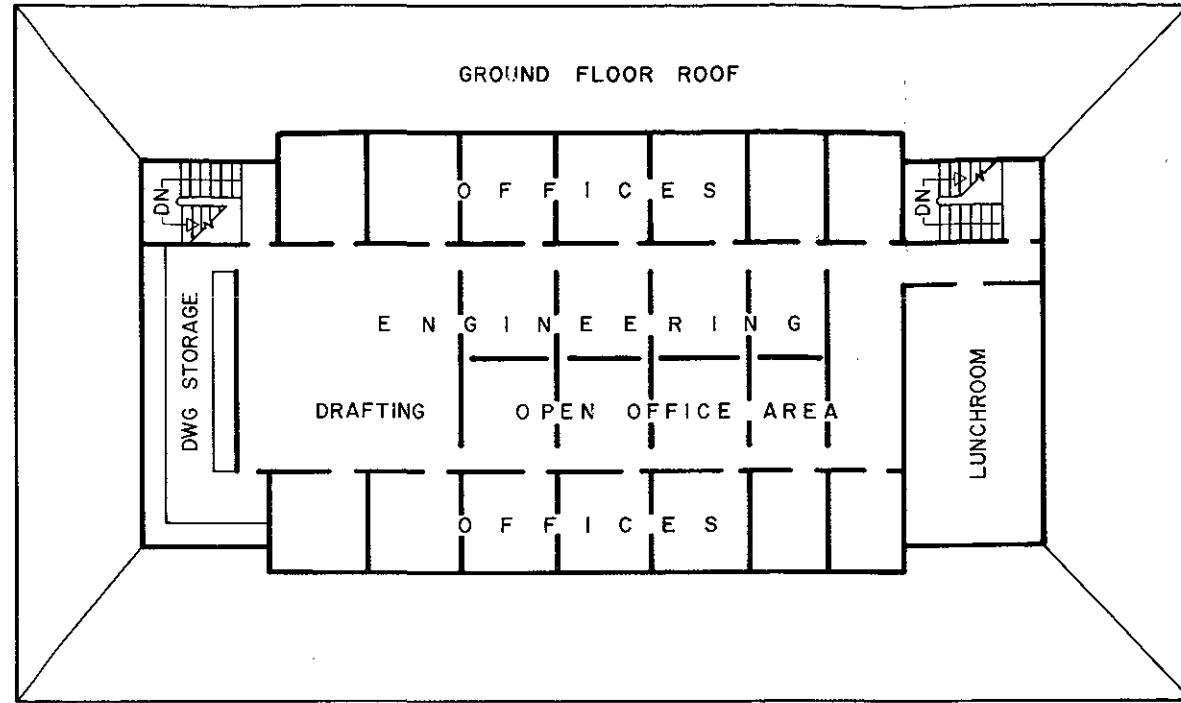 GROUND FLOOR ROOF
DN
OFFICES
DN
ENGINEERING
DWG STORAGE
DRAFTING
OPEN OFFICE AREA
LUNCHROOM
OFFICES